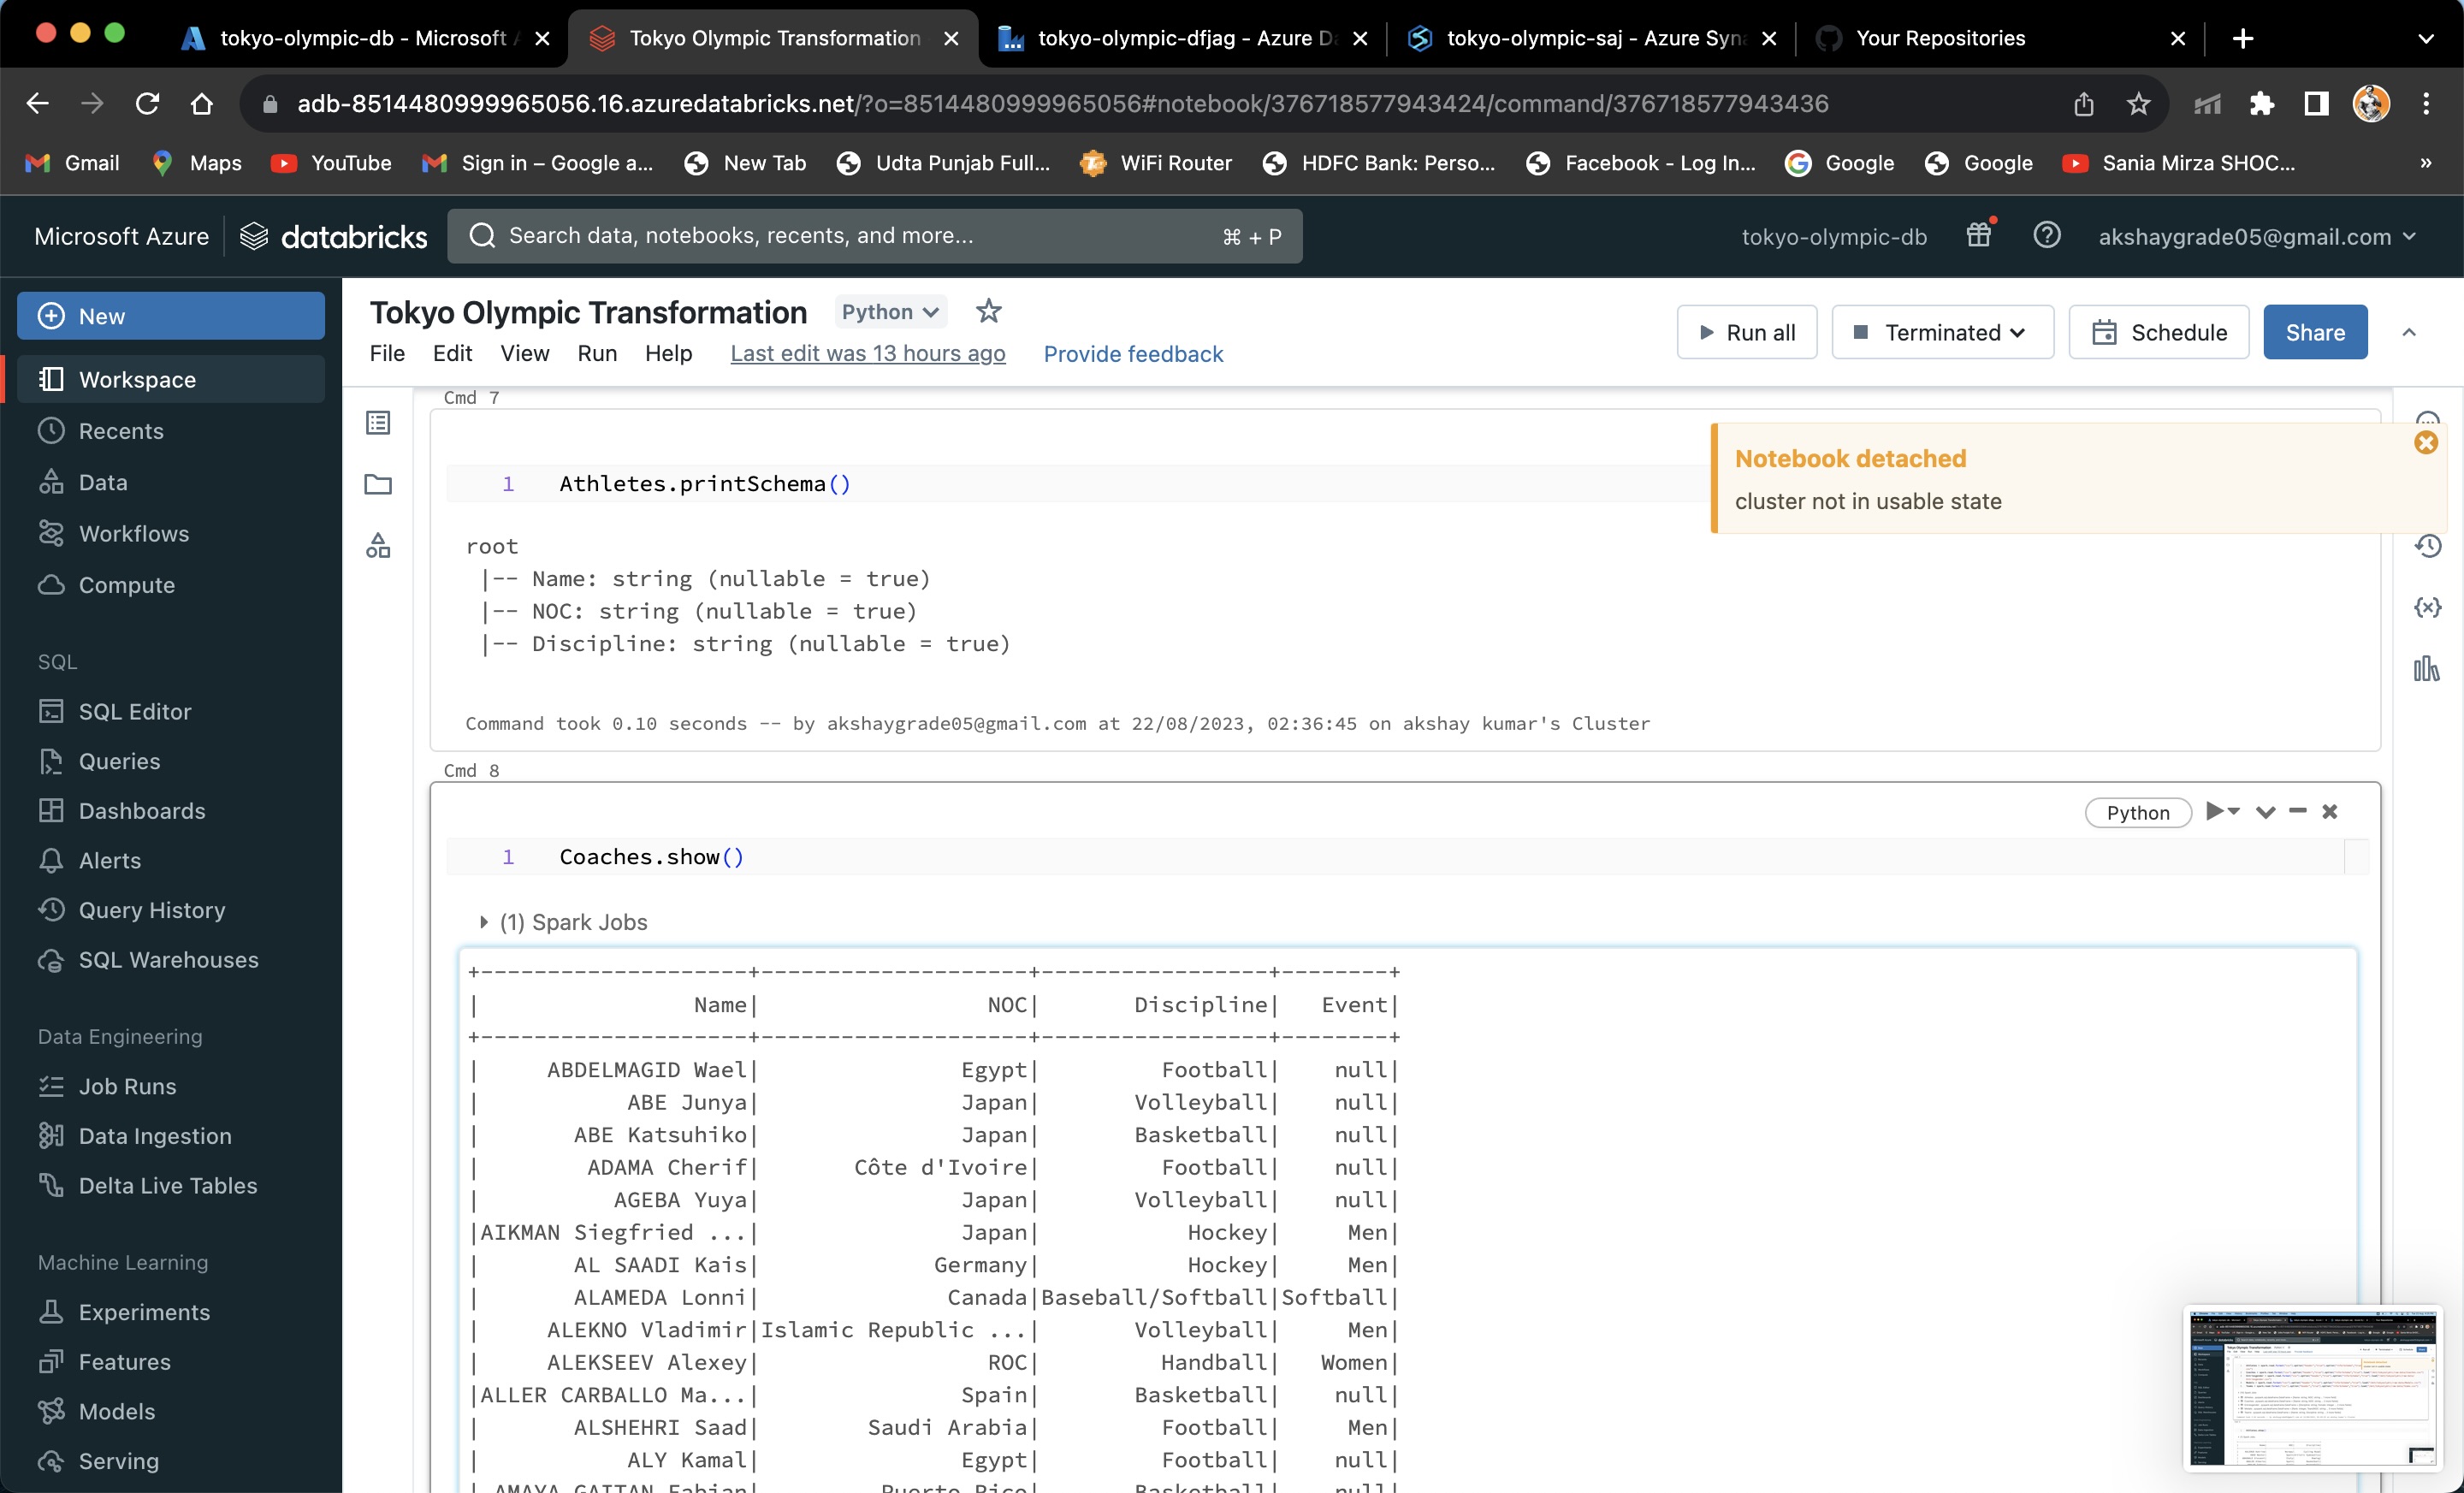 tokyo-olympic-db - Microsoft A
Tokyo Olympic Transformation
tokyo-olympic-dfjag - Azure Da
tokyo-olympic-saj - Azure Syna
Your Repositories
adb-8514480999965056.16.azuredatabricks.net/?o=8514480999965056#notebook/376718577943424/command/376718577943436
Gmail
Maps
YouTube
Sign in – Google a...
New Tab
Udta Punjab Full...
WiFi Router
HDFC Bank: Perso...
Facebook - Log In...
Google
Google
Sania Mirza SHOC...
»
Microsoft Azure
databricks
Search data, notebooks, recents, and more...
⌘ + P
tokyo-olympic-db
akshaygrade05@gmail.com
New
Workspace
Recents
Data
Workflows
Compute
SQL
SQL Editor
Queries
Dashboards
Alerts
Query History
SQL Warehouses
Data Engineering
Job Runs
Data Ingestion
Delta Live Tables
Machine Learning
Experiments
Features
Models
Serving
Tokyo Olympic Transformation
Python
File Edit View Run Help Last edit was 13 hours ago Provide feedback
Run all
Terminated
Schedule
Share
Cmd 7
Notebook detached
cluster not in usable state
1 Athletes.printSchema()
root
 |-- Name: string (nullable = true)
 |-- NOC: string (nullable = true)
 |-- Discipline: string (nullable = true)
Command took 0.10 seconds -- by akshaygrade05@gmail.com at 22/08/2023, 02:36:45 on akshay kumar's Cluster
Cmd 8
Python
1 Coaches.show()
(1) Spark Jobs
+--------------------+--------------------+-----------------+--------+
|                Name|                 NOC|       Discipline|   Event|
+--------------------+--------------------+-----------------+--------+
|     ABDELMAGID Wael|               Egypt|         Football|    null|
|           ABE Junya|               Japan|       Volleyball|    null|
|       ABE Katsuhiko|               Japan|       Basketball|    null|
|        ADAMA Cherif|       Côte d'Ivoire|         Football|    null|
|          AGEBA Yuya|               Japan|       Volleyball|    null|
|AIKMAN Siegfried ...|               Japan|           Hockey|     Men|
|       AL SAADI Kais|             Germany|           Hockey|     Men|
|       ALAMEDA Lonni|              Canada|Baseball/Softball|Softball|
|     ALEKNO Vladimir|Islamic Republic ...|       Volleyball|     Men|
|     ALEKSEEV Alexey|                 ROC|         Handball|   Women|
|ALLER CARBALLO Ma...|               Spain|       Basketball|    null|
|       ALSHEHRI Saad|        Saudi Arabia|         Football|     Men|
|           ALY Kamal|               Egypt|         Football|    null|
| AMAYA GAITAN Fabian|         Puerto Rico|       Basketball|    null|